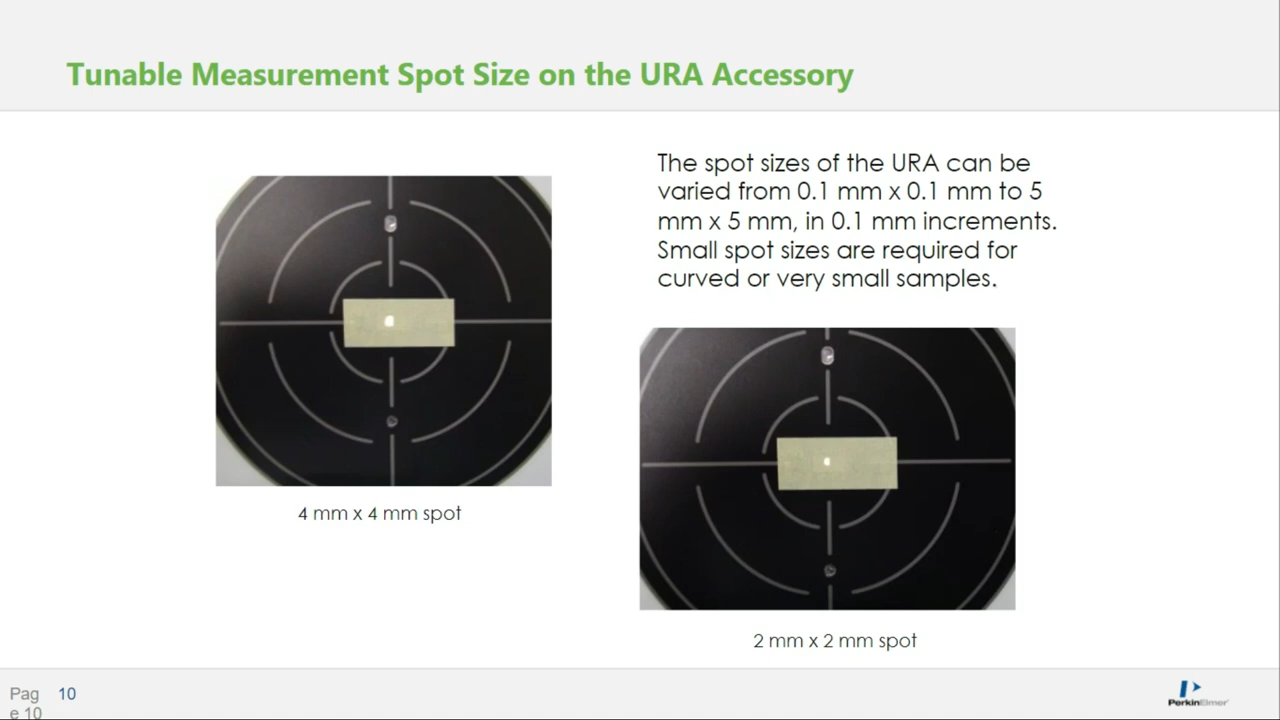 Tunable Measurement Spot Size on the URA Accessory
The spot sizes of the URA can be
varied from 0.1 mm x 0.1 mm to 5
mm x 5 mm, in 0.1 mm increments.
Small spot sizes are required for
curved or very small samples.
4 mm x 4 mm spot
2 mm x 2 mm spot
Pag
e 10
10
PerkinElmer